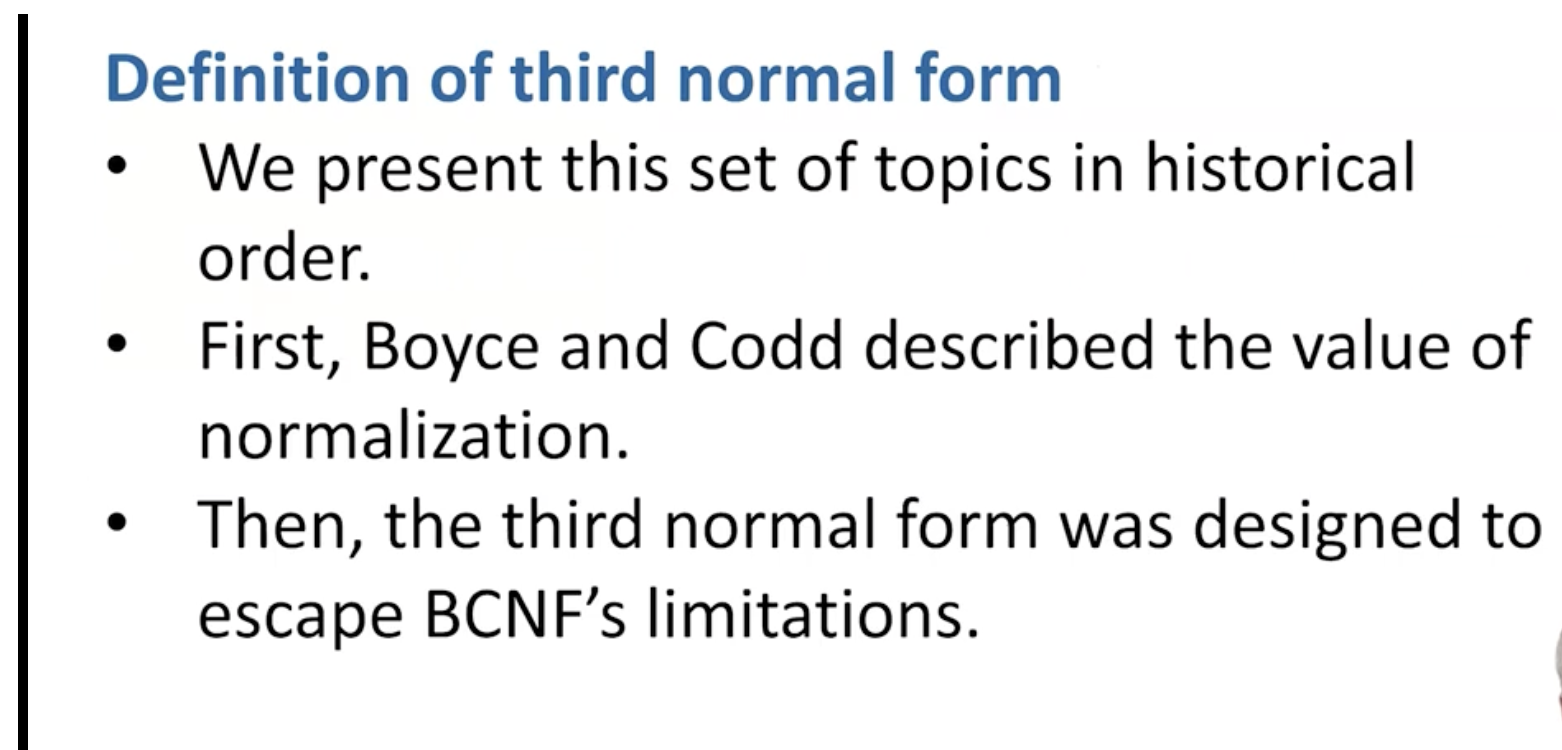 Definition of third normal form
• We present this set of topics in historical
order.
• First, Boyce and Codd described the value of
normalization.
• Then, the third normal form was designed to
escape BCNF’s limitations.